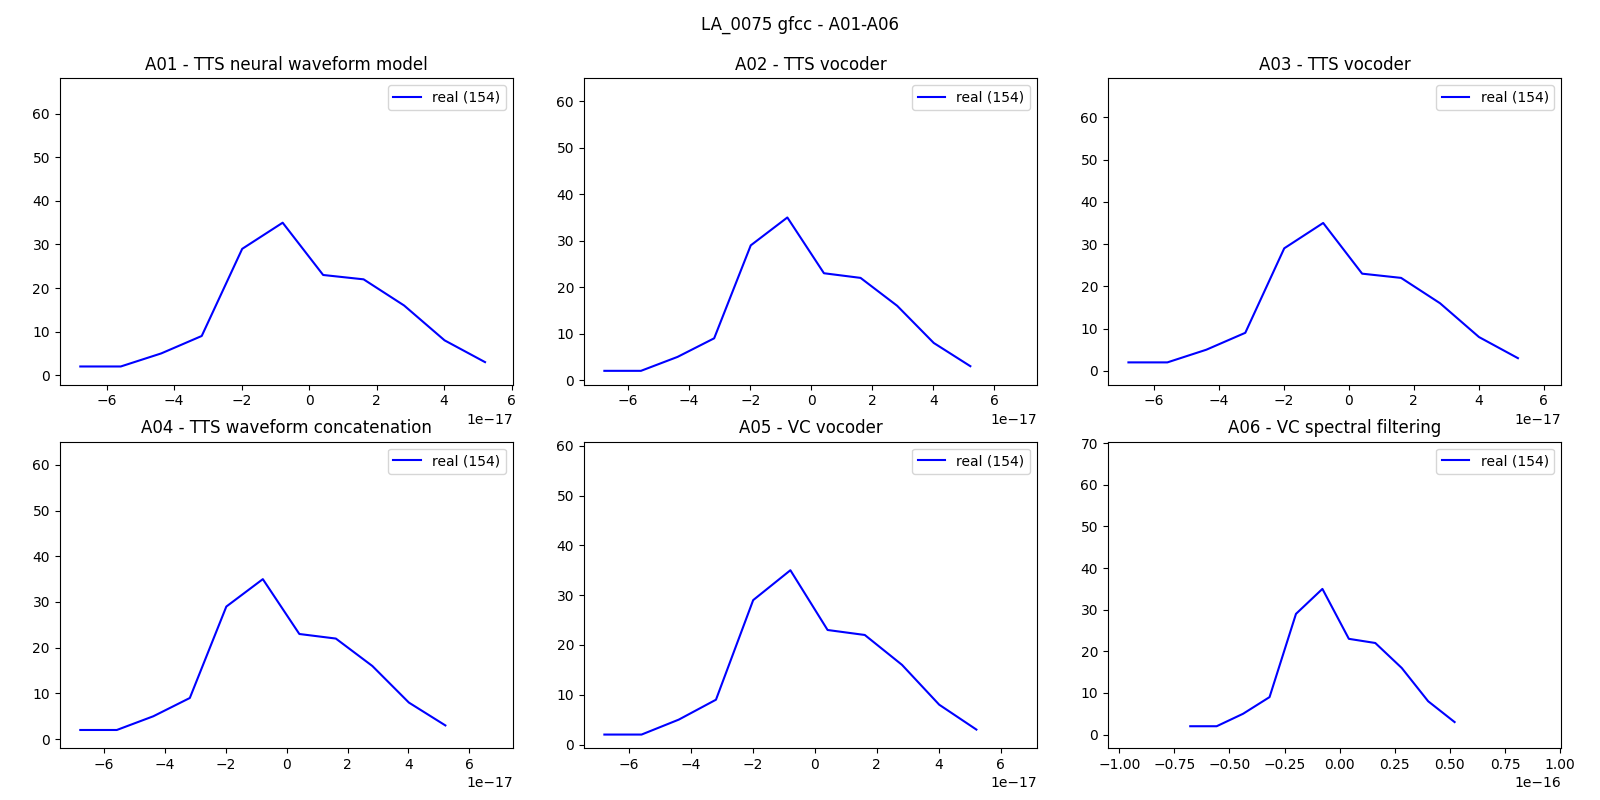 LA_0075 gfcc - A01-A06
A01 - TTS neural waveform model
real (154)
60
50
40
30
20
10
0
−6 −4 −2 0 2 4 6
1e−17
A02 - TTS vocoder
real (154)
60
50
40
30
20
10
0
−6 −4 −2 0 2 4 6
1e−17
A03 - TTS vocoder
real (154)
60
50
40
30
20
10
0
−6 −4 −2 0 2 4 6
1e−17
A04 - TTS waveform concatenation
real (154)
60
50
40
30
20
10
0
−6 −4 −2 0 2 4 6
1e−17
A05 - VC vocoder
real (154)
60
50
40
30
20
10
0
−6 −4 −2 0 2 4 6
1e−17
A06 - VC spectral filtering
real (154)
70
60
50
40
30
20
10
0
−1.00 −0.75 −0.50 −0.25 0.00 0.25 0.50 0.75 1.00
1e−16